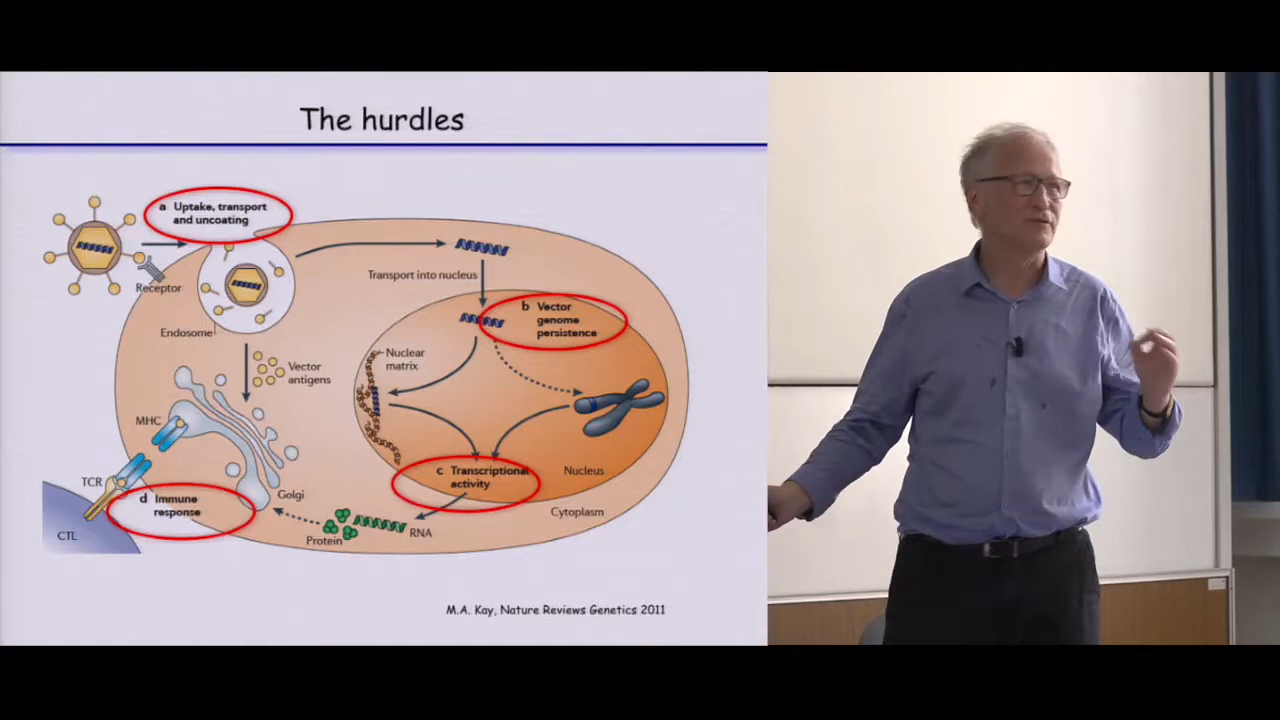 The hurdles
a Uptake, transport
and uncoating
Receptor
Endosome
Transport into nucleus
b Vector
genome
persistence
Nuclear
matrix
Vector
antigens
MHC
TCR
d Immune
response
CTL
Golgi
c Transcriptional
activity
Nucleus
Cytoplasm
RNA
Protein
M.A. Kay, Nature Reviews Genetics 2011